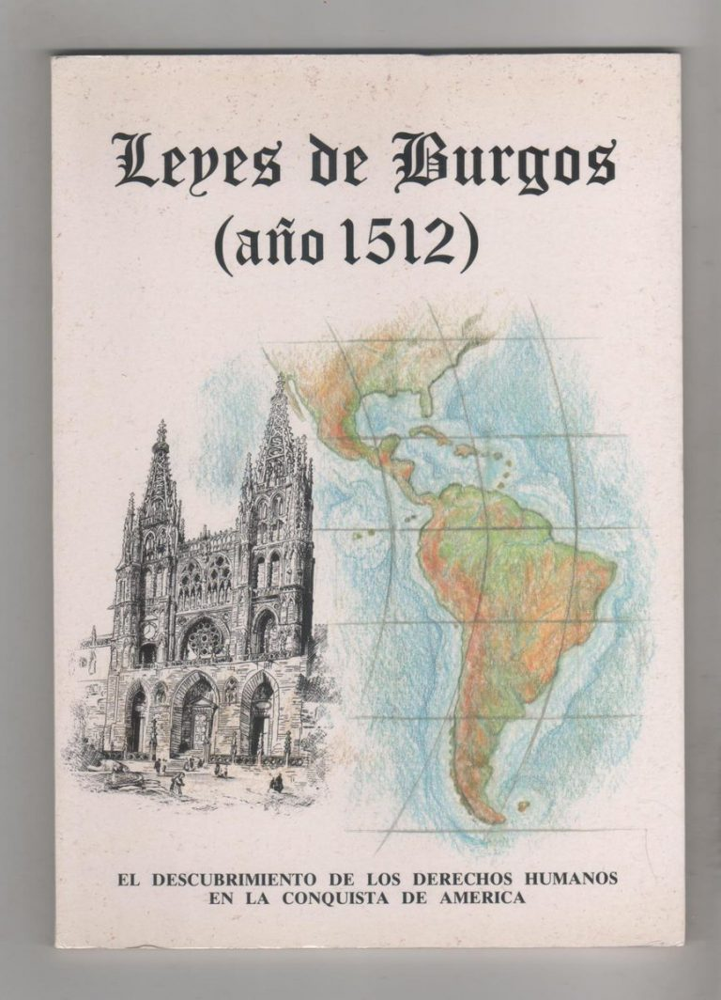 Leyes de Burgos
(año 1512)
EL DESCUBRIMIENTO DE LOS DERECHOS HUMANOS
EN LA CONQUISTA DE AMERICA